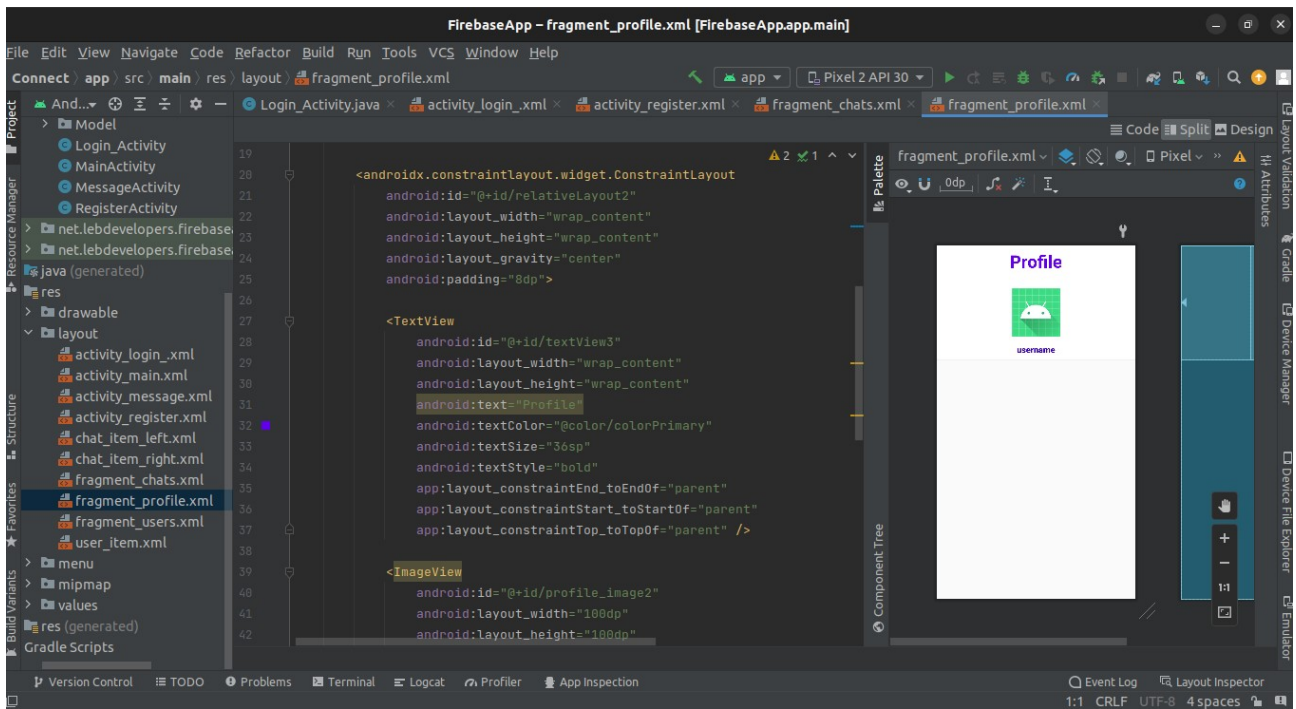 FirebaseApp – fragment_profile.xml [FirebaseApp.app.main]
File Edit View Navigate Code Refactor Build Run Tools VCS Window Help
Connect app src main res layout fragment_profile.xml app Pixel 2 API 30
And... Login_Activity.java activity_login_.xml activity_register.xml fragment_chats.xml fragment_profile.xml
Code Split Design
Project
Resource Manager
Structure
Favorites
Build Variants
Model
Login_Activity
MainActivity
MessageActivity
RegisterActivity
net.lebdevelopers.firebasea
net.lebdevelopers.firebasea
java (generated)
res
drawable
layout
activity_login_.xml
activity_main.xml
activity_message.xml
activity_register.xml
chat_item_left.xml
chat_item_right.xml
fragment_chats.xml
fragment_profile.xml
fragment_users.xml
user_item.xml
menu
mipmap
values
res (generated)
Gradle Scripts
2 1
19
20 <androidx.constraintlayout.widget.ConstraintLayout
21 android:id="@+id/relativeLayout2"
22 android:layout_width="wrap_content"
23 android:layout_height="wrap_content"
24 android:layout_gravity="center"
25 android:padding="8dp">
26
27 <TextView
28 android:id="@+id/textView3"
29 android:layout_width="wrap_content"
30 android:layout_height="wrap_content"
31 android:text="Profile"
32 android:textColor="@color/colorPrimary"
33 android:textSize="36sp"
34 android:textStyle="bold"
35 app:layout_constraintEnd_toEndOf="parent"
36 app:layout_constraintStart_toStartOf="parent"
37 app:layout_constraintTop_toTopOf="parent" />
38
39 <ImageView
40 android:id="@+id/profile_image2"
41 android:layout_width="100dp"
42 android:layout_height="100dp"
Palette
Component Tree
fragment_profile.xml Pixel
0dp
Profile
username
1:1
Attributes
Layout Validation
Gradle
Device Manager
Device File Explorer
Emulator
Version Control TODO Problems Terminal Logcat Profiler App Inspection Event Log Layout Inspector
1:1 CRLF UTF-8 4 spaces